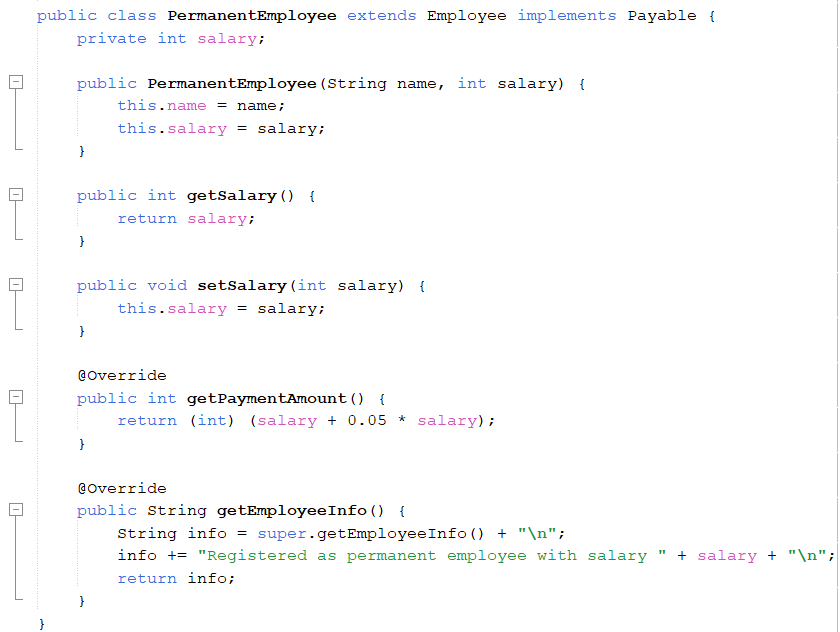 public class PermanentEmployee extends Employee implements Payable {
    private int salary;

    public PermanentEmployee(String name, int salary) {
        this.name = name;
        this.salary = salary;
    }

    public int getSalary() {
        return salary;
    }

    public void setSalary(int salary) {
        this.salary = salary;
    }

    @Override
    public int getPaymentAmount() {
        return (int) (salary + 0.05 * salary);
    }

    @Override
    public String getEmployeeInfo() {
        String info = super.getEmployeeInfo() + "\n";
        info += "Registered as permanent employee with salary " + salary + "\n";
        return info;
    }
}